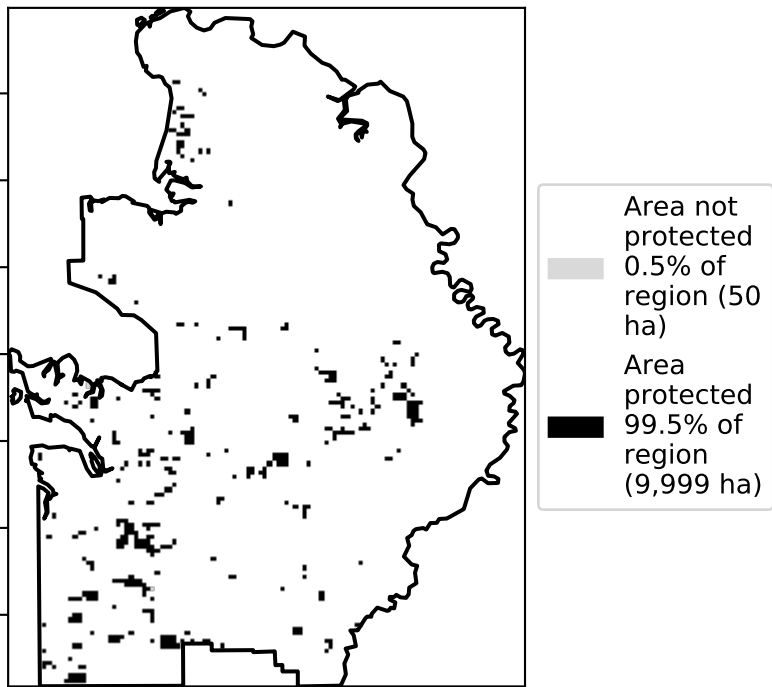 Area not
protected
0.5% of
region (50
ha)
Area
protected
99.5% of
region
(9,999 ha)